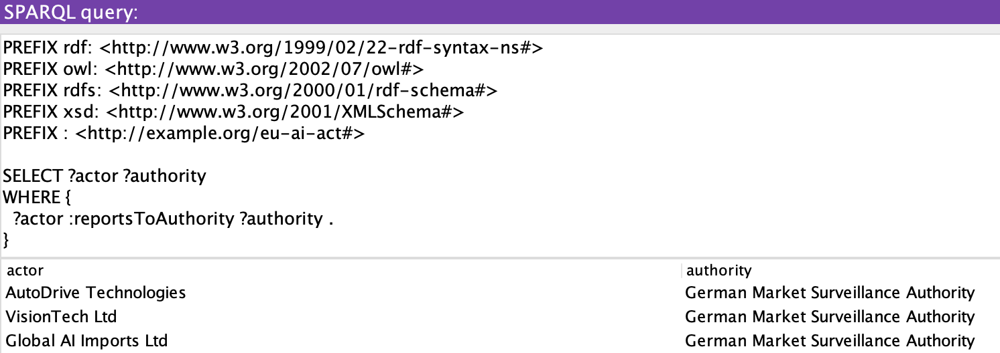 SPARQL query:
PREFIX rdf: <http://www.w3.org/1999/02/22-rdf-syntax-ns#>
PREFIX owl: <http://www.w3.org/2002/07/owl#>
PREFIX rdfs: <http://www.w3.org/2000/01/rdf-schema#>
PREFIX xsd: <http://www.w3.org/2001/XMLSchema#>
PREFIX : <http://example.org/eu-ai-act#>

SELECT ?actor ?authority
WHERE {
  ?actor :reportsToAuthority ?authority .
}
actor authority
AutoDrive Technologies German Market Surveillance Authority
VisionTech Ltd German Market Surveillance Authority
Global AI Imports Ltd German Market Surveillance Authority